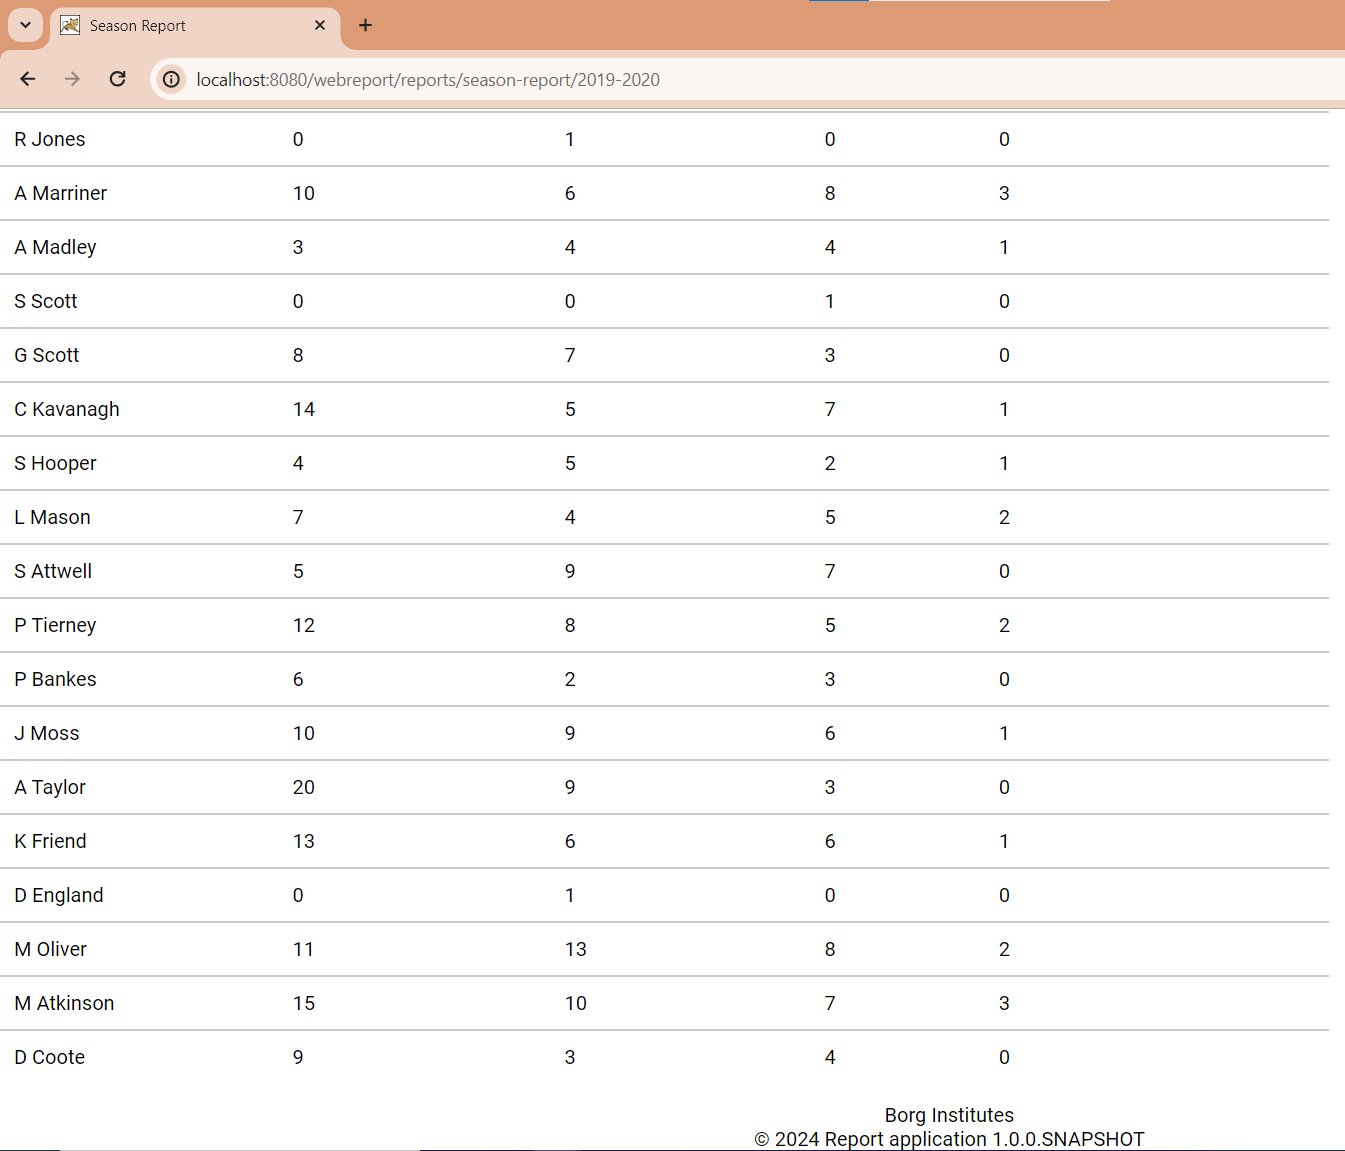 Season Report
localhost:8080/webreport/reports/season-report/2019-2020
R Jones 0 1 0 0
A Marriner 10 6 8 3
A Madley 3 4 4 1
S Scott 0 0 1 0
G Scott 8 7 3 0
C Kavanagh 14 5 7 1
S Hooper 4 5 2 1
L Mason 7 4 5 2
S Attwell 5 9 7 0
P Tierney 12 8 5 2
P Bankes 6 2 3 0
J Moss 10 9 6 1
A Taylor 20 9 3 0
K Friend 13 6 6 1
D England 0 1 0 0
M Oliver 11 13 8 2
M Atkinson 15 10 7 3
D Coote 9 3 4 0
Borg Institutes
© 2024 Report application 1.0.0.SNAPSHOT